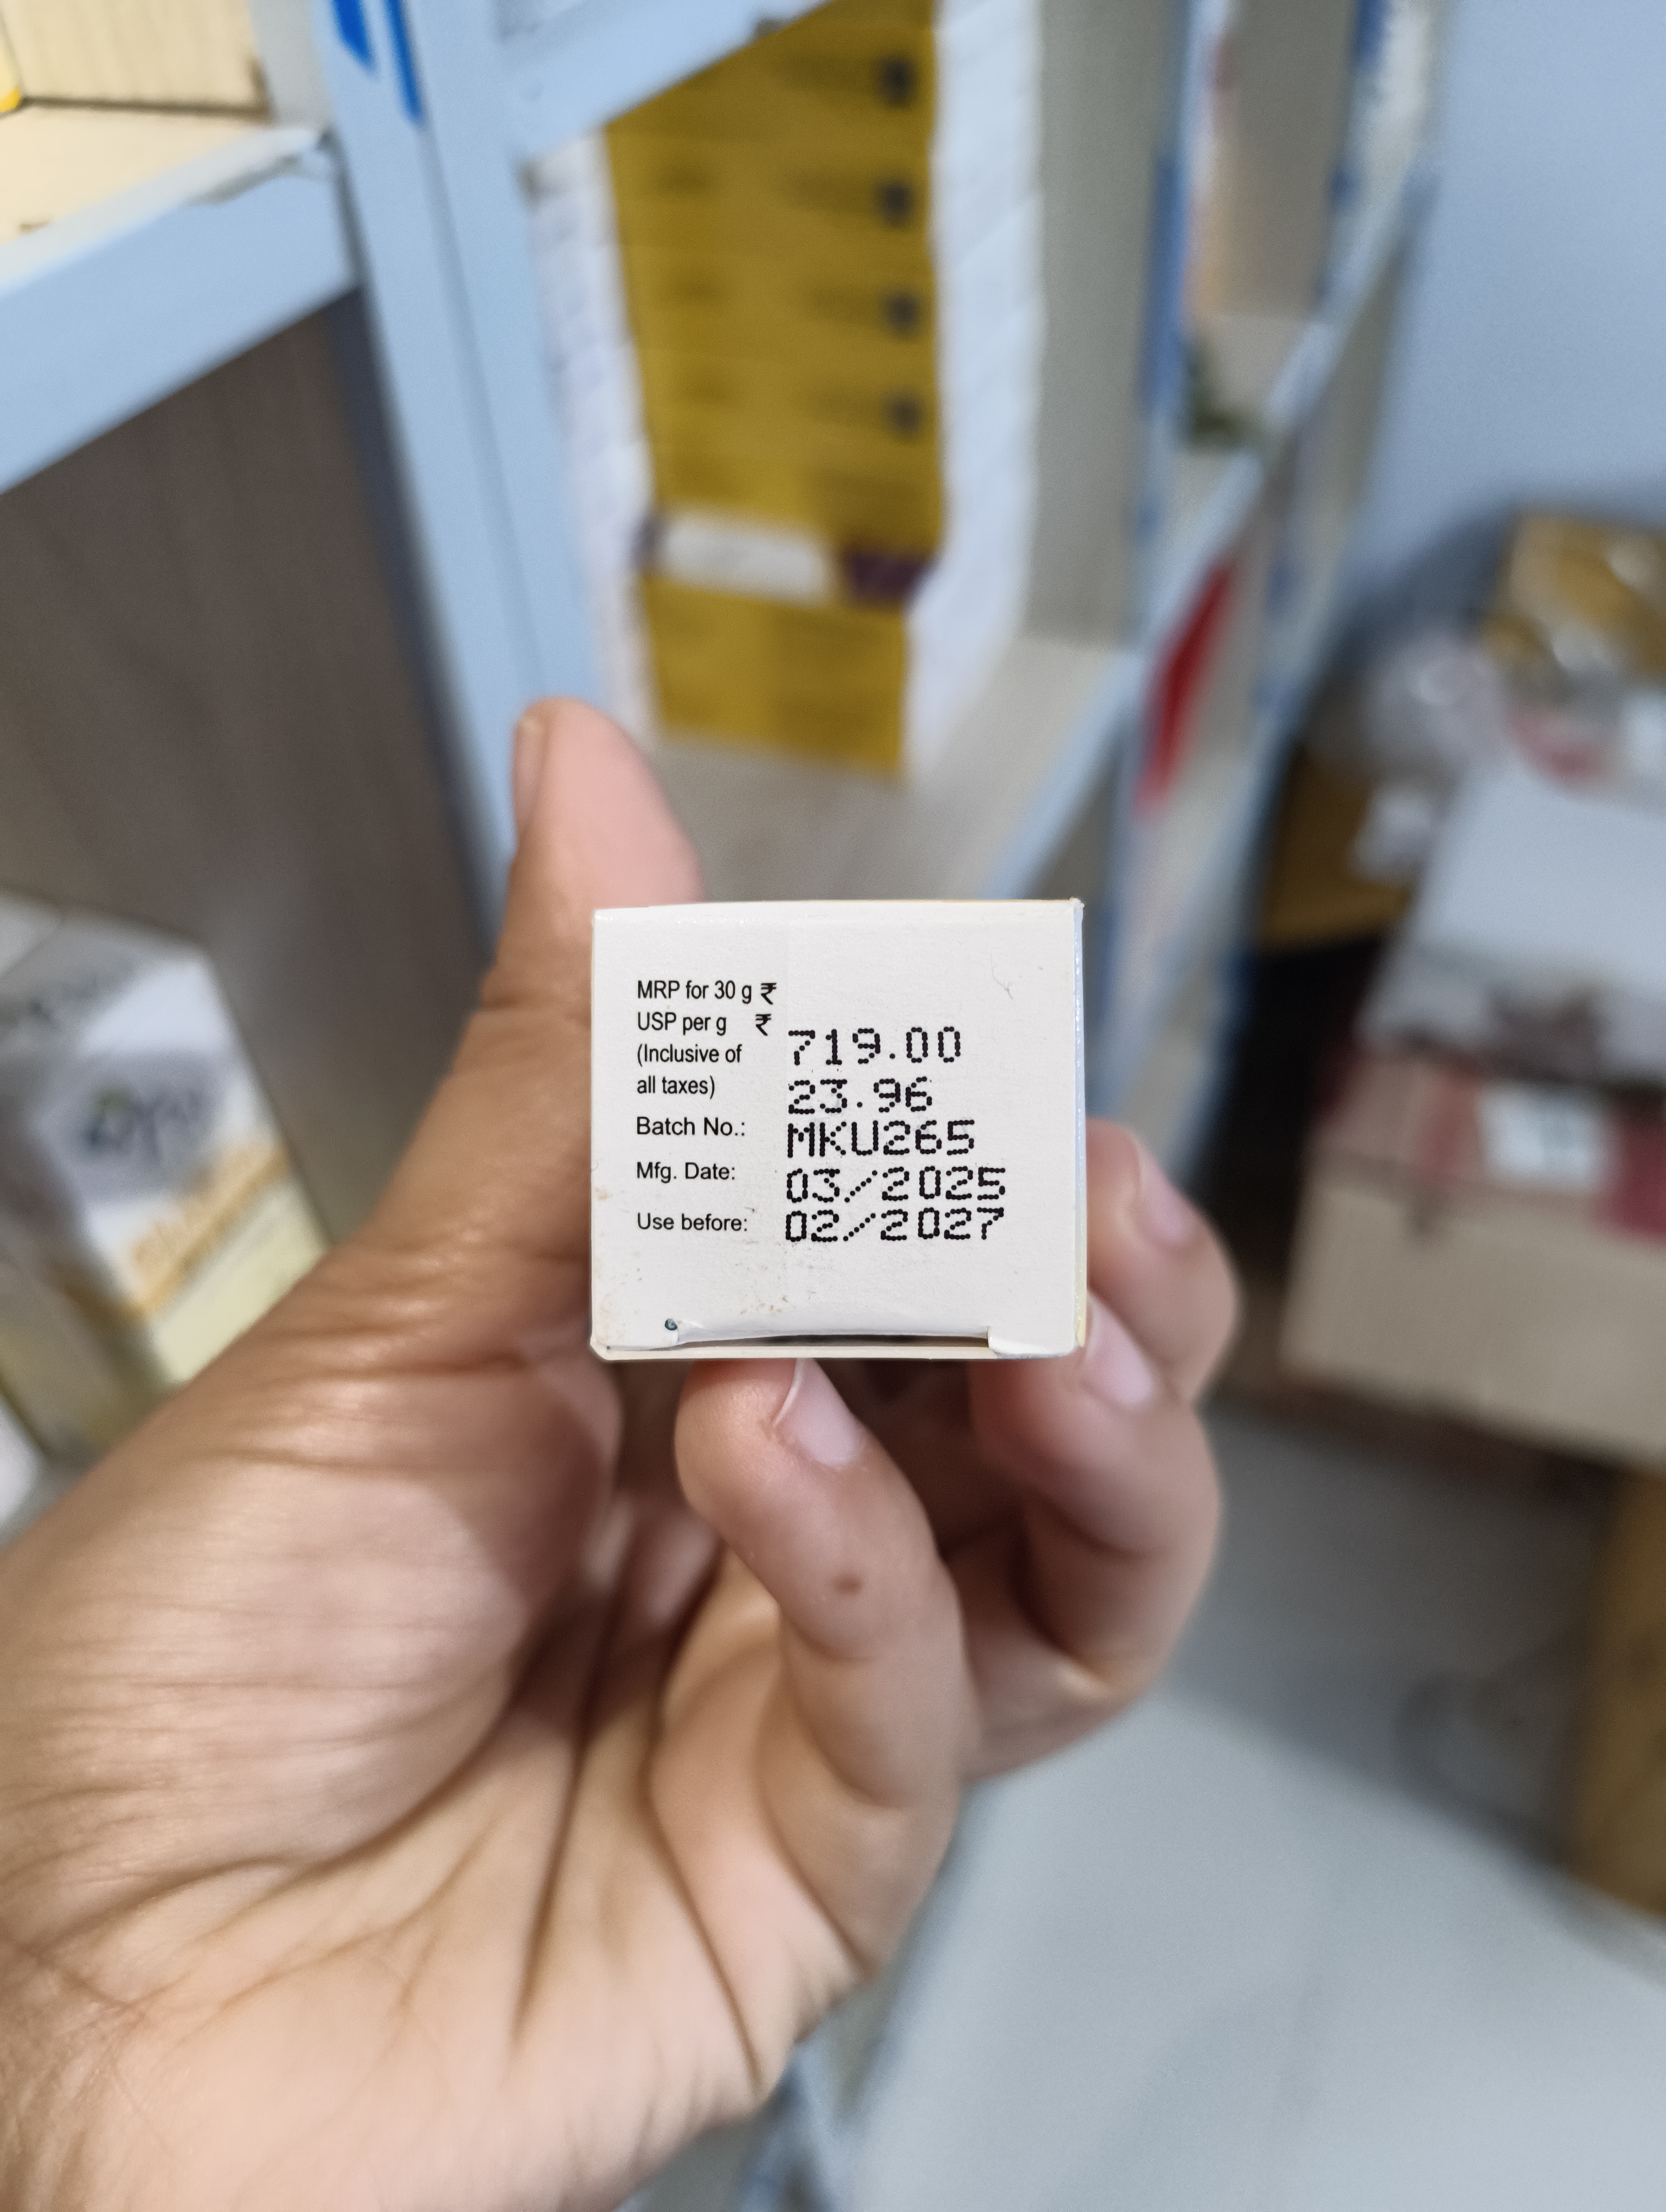 MRP for 30 g ₹ 719.00
USP per g ₹ 23.96
(Inclusive of
all taxes)
Batch No.: MKU265
Mfg. Date: 03/2025
Use before: 02/2027